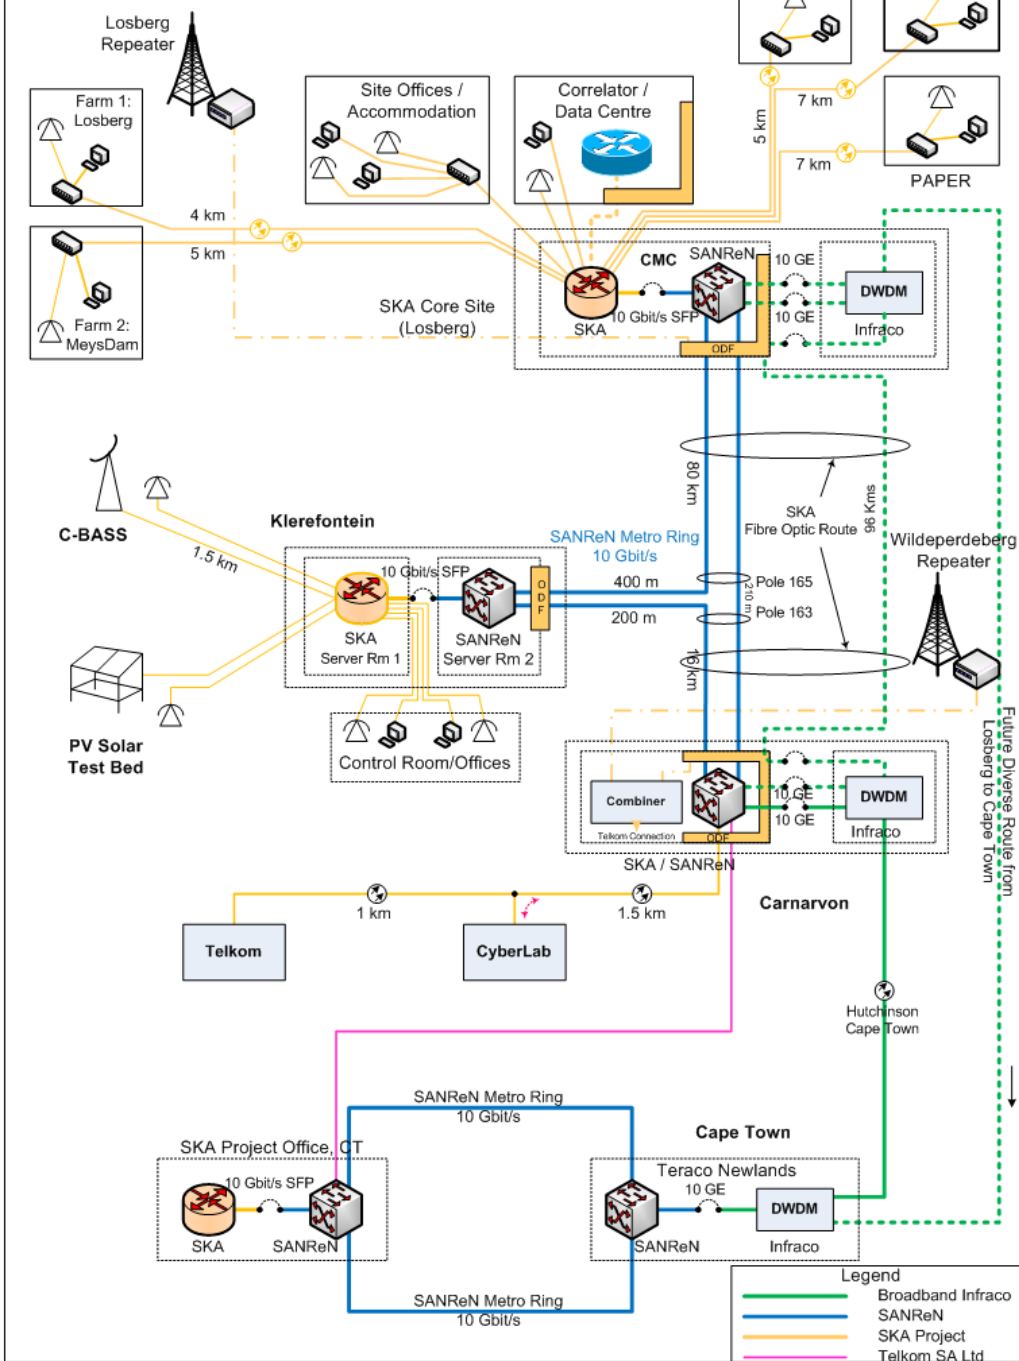 Losberg
Repeater
Farm 1:
Losberg
Site Offices /
Accommodation
Correlator /
Data Centre
5 km
7 km
7 km
PAPER
4 km
5 km
Farm 2:
MeysDam
SKA Core Site
(Losberg)
CMC
SANReN
10 GE
DWDM
10 Gbit/s SFP
10 GE
SKA
Infraco
ODF
80 km
SKA
Fibre Optic Route
96 Kms
C-BASS
1.5 km
Klerefontein
SANReN Metro Ring
10 Gbit/s
Wildeperdeberg
Repeater
10 Gbit/s SFP
O
D
F
400 m
200 m
Pole 165
210 m
Pole 163
SKA
Server Rm 1
SANReN
Server Rm 2
16 km
PV Solar
Test Bed
Control Room/Offices
Future Diverse Route from
Losberg to Cape Town
Combiner
Telkom Connection
10 GE
10 GE
DWDM
Infraco
ODF
SKA / SANReN
Carnarvon
1 km
1.5 km
Telkom
CyberLab
Hutchinson
Cape Town
SANReN Metro Ring
10 Gbit/s
SKA Project Office, CT
Cape Town
Teraco Newlands
10 Gbit/s SFP
10 GE
DWDM
SKA
SANReN
SANReN
Infraco
SANReN Metro Ring
10 Gbit/s
Legend
Broadband Infraco
SANReN
SKA Project
Telkom SA Ltd